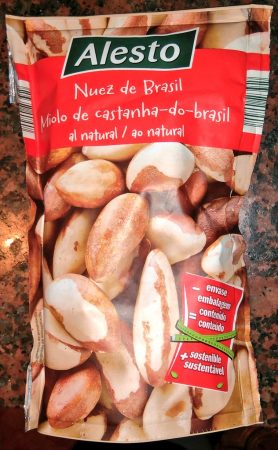 Alesto
Nuez de Brasil
Miolo de castanha-do-brasil
al natural / ao natural
- envase
embalagem
= contenido
conteúdo
+ sostenible
sustentável